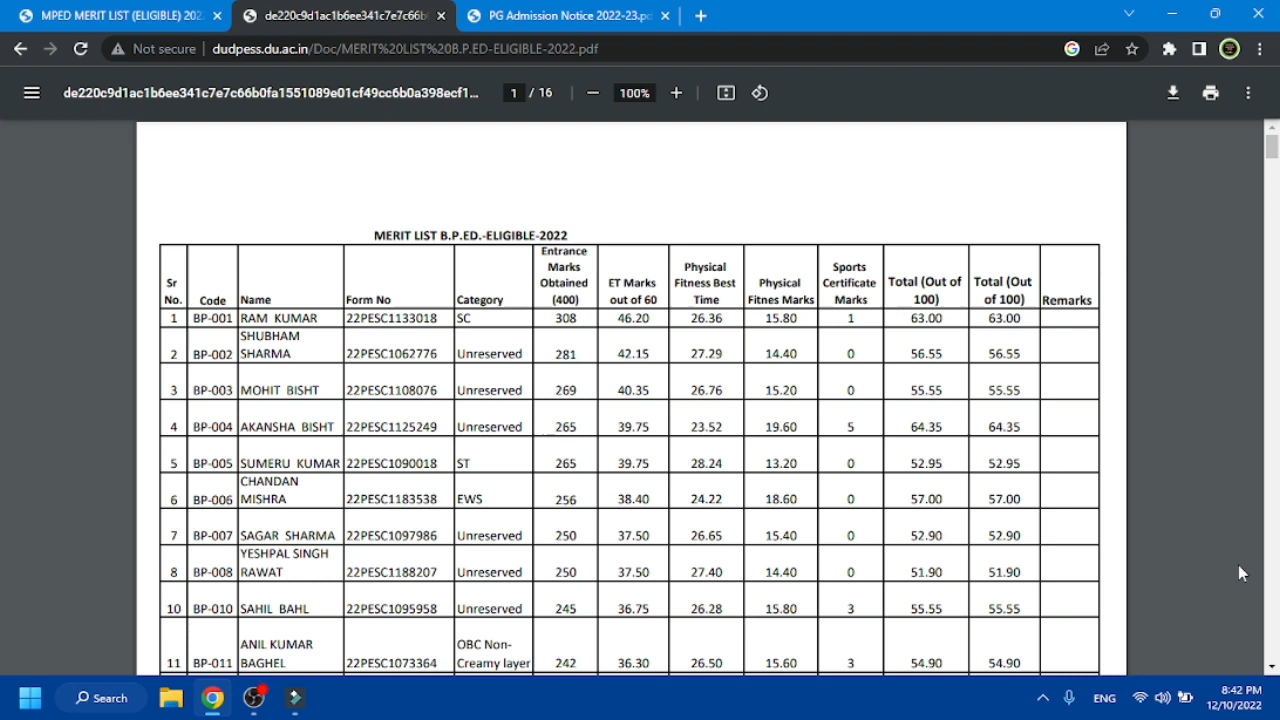 MPED MERIT LIST (ELIGIBLE) 202
de220c9d1ac1b6ee341c7e7c66b
PG Admission Notice 2022-23.pd
Not secure | dudpess.du.ac.in/Doc/MERIT%20LIST%20B.P.ED-ELIGIBLE-2022.pdf
de220c9d1ac1b6ee341c7e7c66b0fa1551089e01cf49cc6b0a398ecf1... 1 / 16 100%
MERIT LIST B.P.ED.-ELIGIBLE-2022
Sr No. Code Name Form No Category Entrance Marks Obtained (400) ET Marks out of 60 Physical Fitness Best Time Physical Fitnes Marks Sports Certificate Marks Total (Out of 100) Total (Out of 100) Remarks
1 BP-001 RAM KUMAR 22PESC1133018 SC 308 46.20 26.36 15.80 1 63.00 63.00
2 BP-002 SHUBHAM SHARMA 22PESC1062776 Unreserved 281 42.15 27.29 14.40 0 56.55 56.55
3 BP-003 MOHIT BISHT 22PESC1108076 Unreserved 269 40.35 26.76 15.20 0 55.55 55.55
4 BP-004 AKANSHA BISHT 22PESC1125249 Unreserved 265 39.75 23.52 19.60 5 64.35 64.35
5 BP-005 SUMERU KUMAR 22PESC1090018 ST 265 39.75 28.24 13.20 0 52.95 52.95
6 BP-006 CHANDAN MISHRA 22PESC1183538 EWS 256 38.40 24.22 18.60 0 57.00 57.00
7 BP-007 SAGAR SHARMA 22PESC1097986 Unreserved 250 37.50 26.65 15.40 0 52.90 52.90
8 BP-008 YESHPAL SINGH RAWAT 22PESC1188207 Unreserved 250 37.50 27.40 14.40 0 51.90 51.90
10 BP-010 SAHIL BAHL 22PESC1095958 Unreserved 245 36.75 26.28 15.80 3 55.55 55.55
11 BP-011 ANIL KUMAR BAGHEL 22PESC1073364 OBC Non-Creamy layer 242 36.30 26.50 15.60 3 54.90 54.90
Search ENG 8:42 PM
12/10/2022